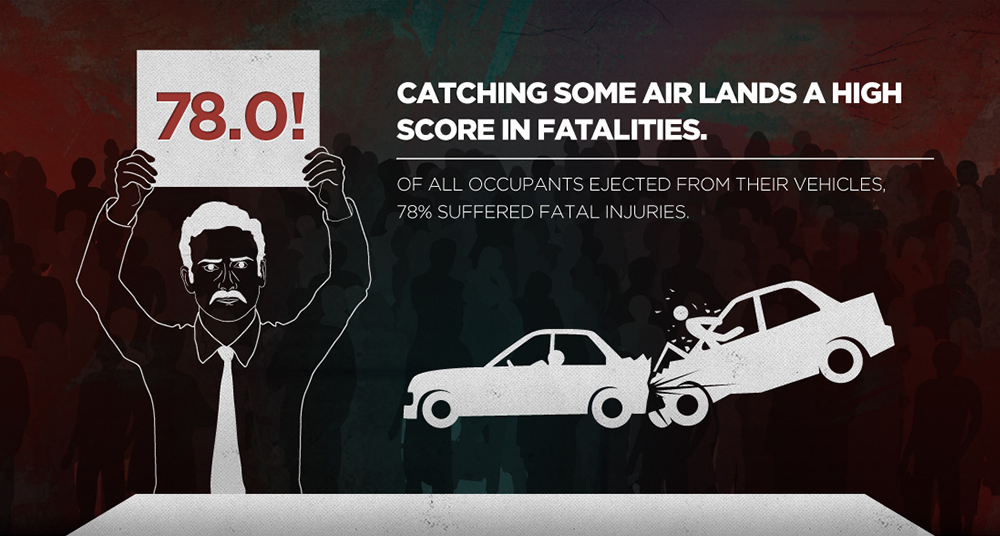 78.0!
CATCHING SOME AIR LANDS A HIGH
SCORE IN FATALITIES.
OF ALL OCCUPANTS EJECTED FROM THEIR VEHICLES,
78% SUFFERED FATAL INJURIES.